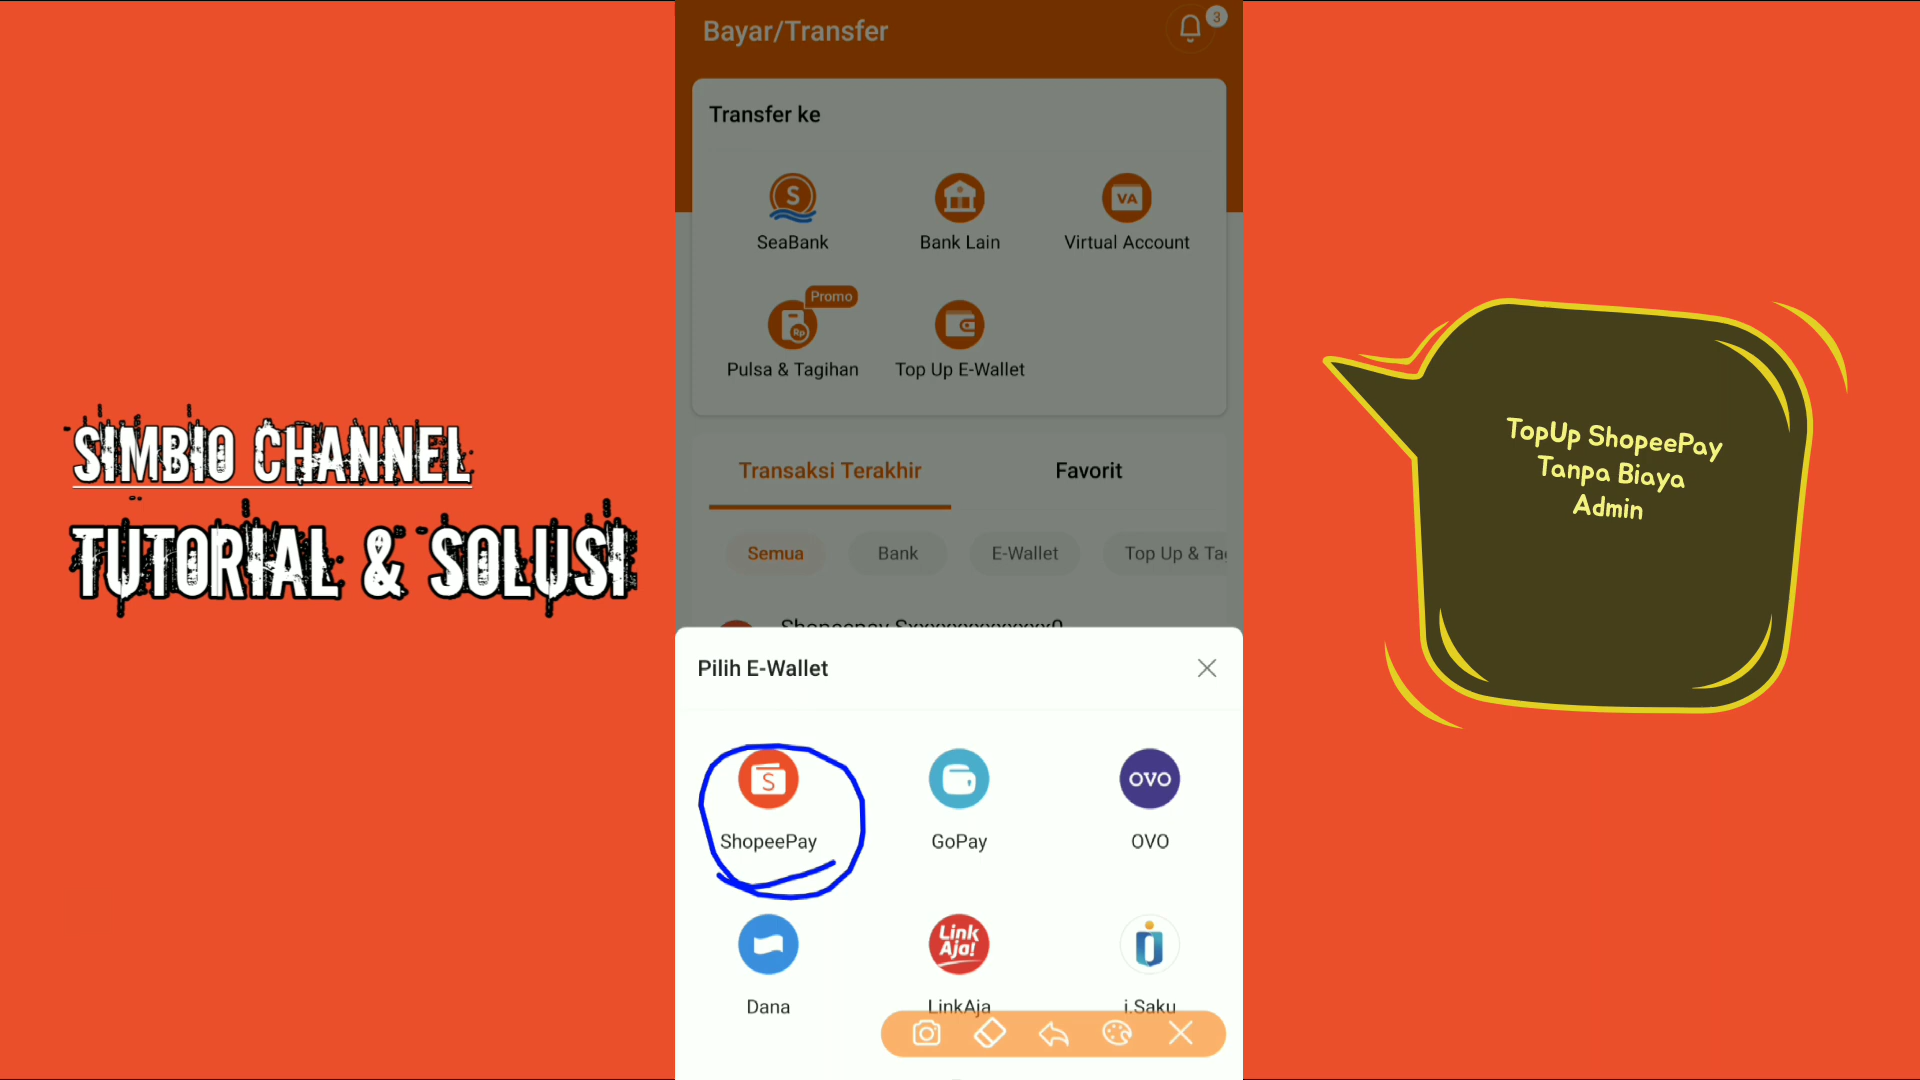 SIMBIO CHANNEL
TUTORIAL & SOLUSI
Bayar/Transfer
3
Transfer ke
S
VA
SeaBank
Bank Lain
Virtual Account
Promo
Rp
Pulsa & Tagihan
Top Up E-Wallet
Transaksi Terakhir
Favorit
Semua
Bank
E-Wallet
Top Up & Ta
Pilih E-Wallet
S
OVO
ShopeePay
GoPay
OVO
Link
Aja!
Dana
LinkAja
i.Saku
TopUp ShopeePay
Tanpa Biaya
Admin